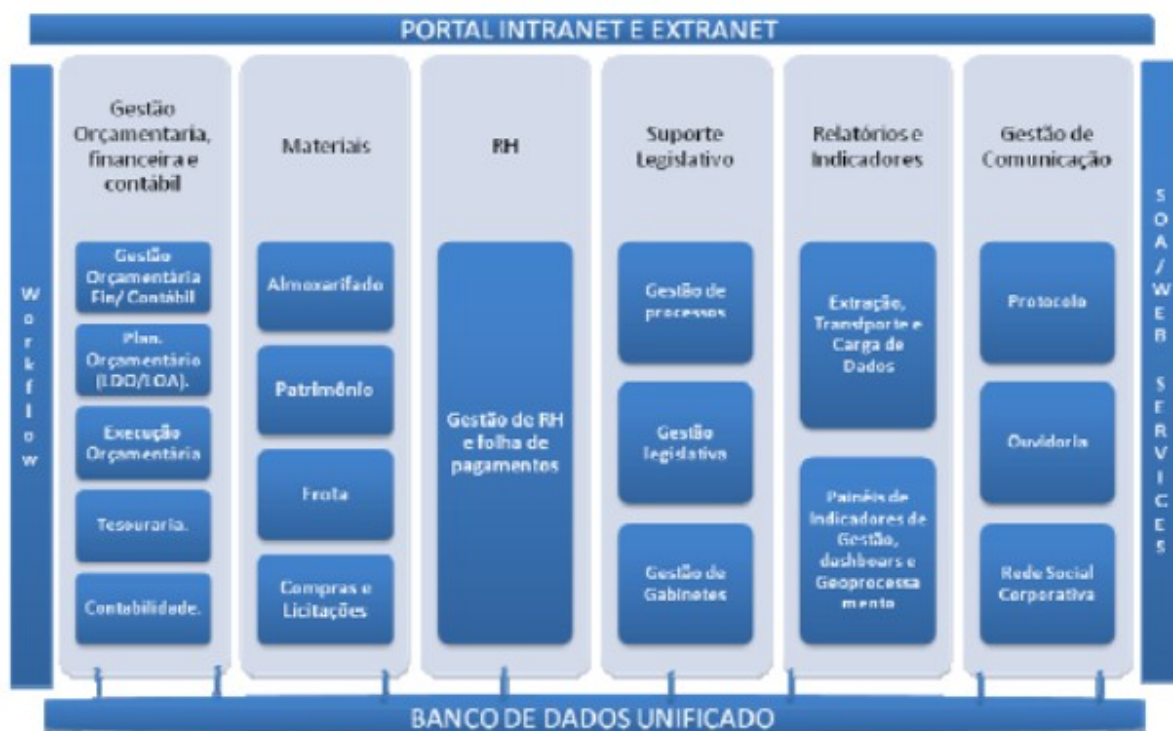 PORTAL INTRANET E EXTRANET
Workflow
Gestão
Orçamentaria,
financeira e
contábil
Gestão
Orçamentária
Fin/ Contábil
Plan.
Orçamentário
(LDO/LOA).
Execução
Orçamentária
Tesouraria.
Contabilidade.
Materiais
Almoxarifado
Patrimônio
Frota
Compras e
Licitações
RH
Gestão de RH
e folha de
pagamentos
Suporte
Legislativo
Gestão de
processos
Gestão
legislativa
Gestão de
Gabinetes
Relatórios e
Indicadores
Extração,
Transfporte e
Carga de
Dados
Painéis de
Indicadores de
Gestão,
dashboars e
Geoprocessa
mento
Gestão de
Comunicação
Protocolo
Ouvidoria
Rede Social
Corporativa
SOA/WEB SERVICES
BANCO DE DADOS UNIFICADO